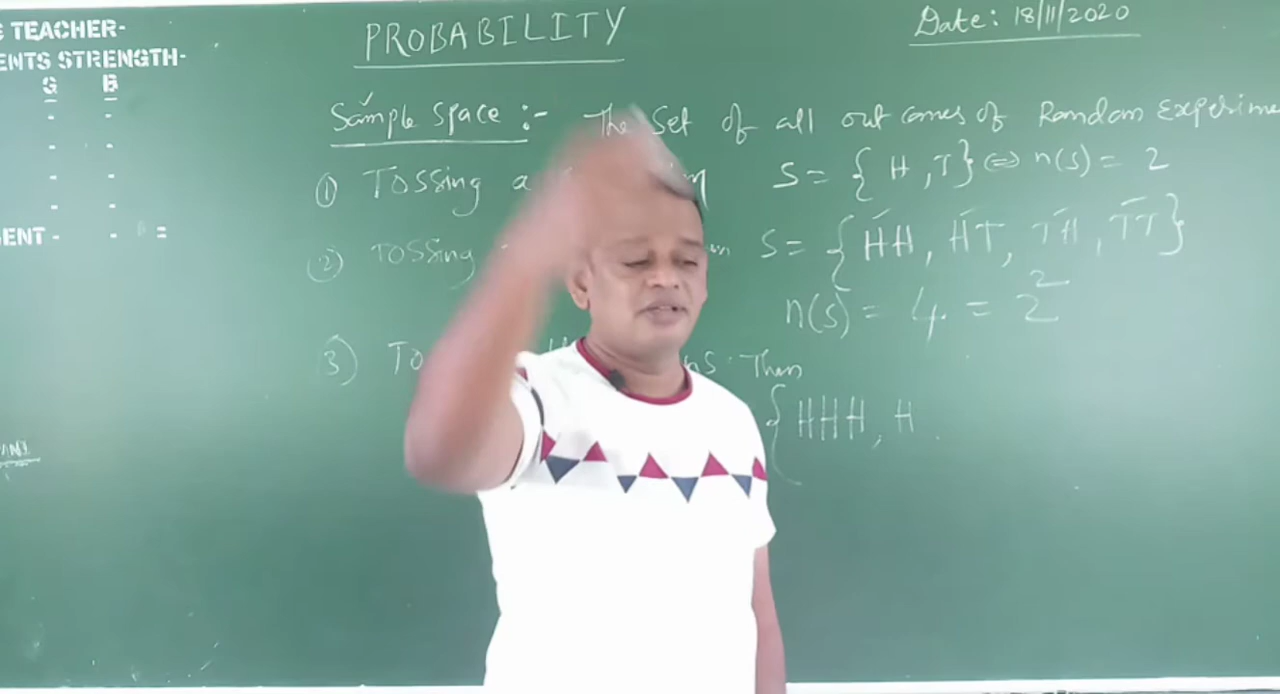 TEACHER-
ENTS STRENGTH-
G B
- -
- -
- -
- -
- -
ENT - - =
PROBABILITY
Date: 18/11/2020
Sample Space :- The Set of all out comes of Random Experime
① Tossing a S = { H , T } ⇔ n(s) = 2
② Tossing S = { HH , HT , TH , TT }
n(s) = 4. = 2²
3) To ns. Then
{ HHH , H